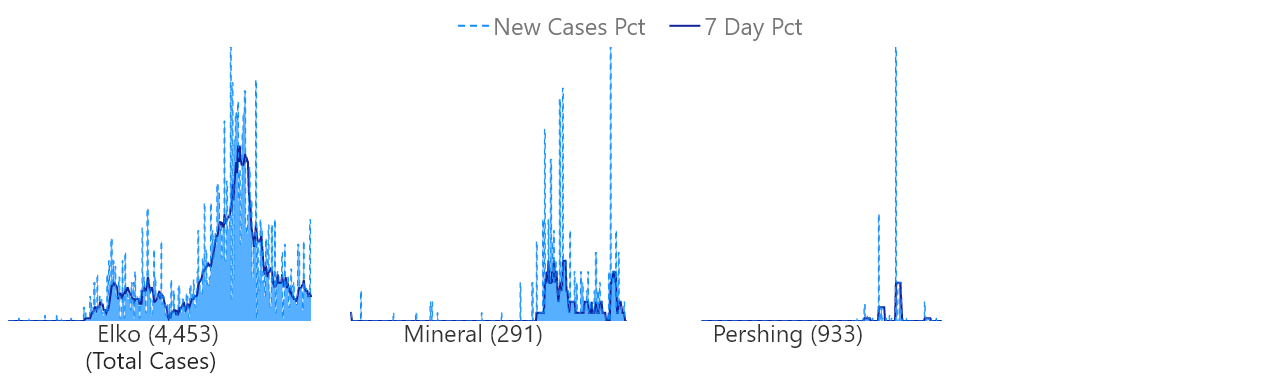 New Cases Pct 7 Day Pct
Elko (4,453) Mineral (291) Pershing (933)
(Total Cases)